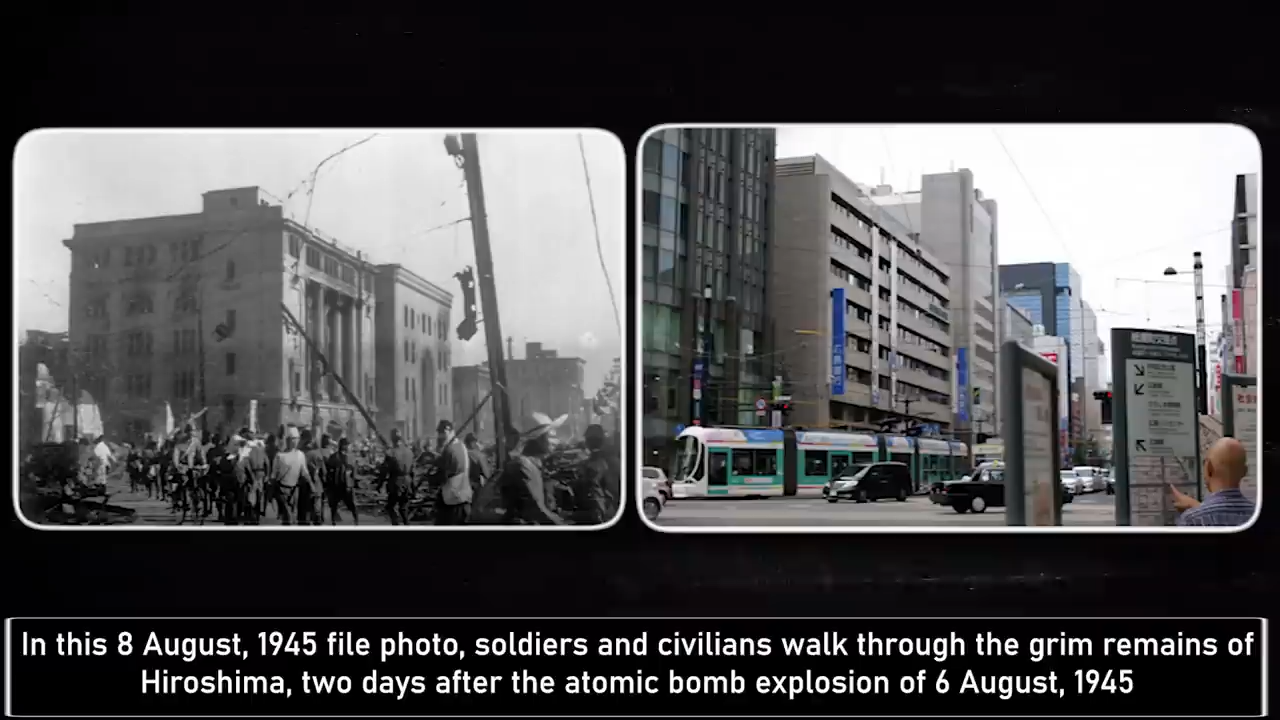 In this 8 August, 1945 file photo, soldiers and civilians walk through the grim remains of
Hiroshima, two days after the atomic bomb explosion of 6 August, 1945